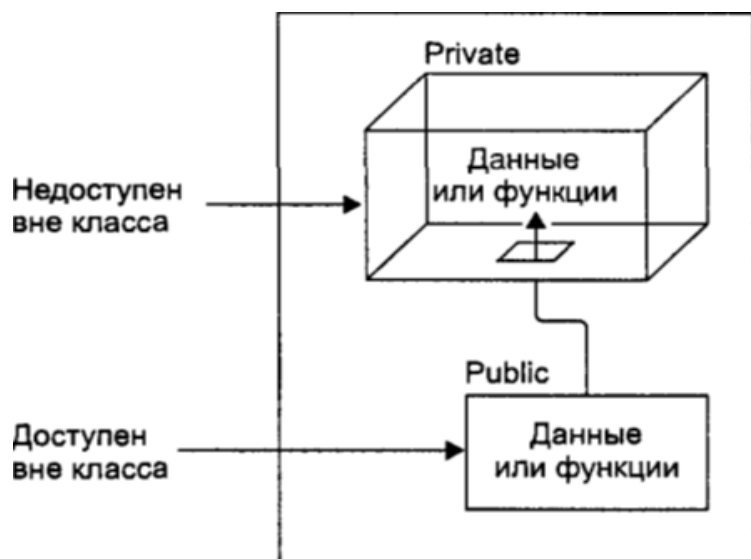 Private
Данные
или функции
Недоступен
вне класса
Public
Доступен
вне класса
Данные
или функции